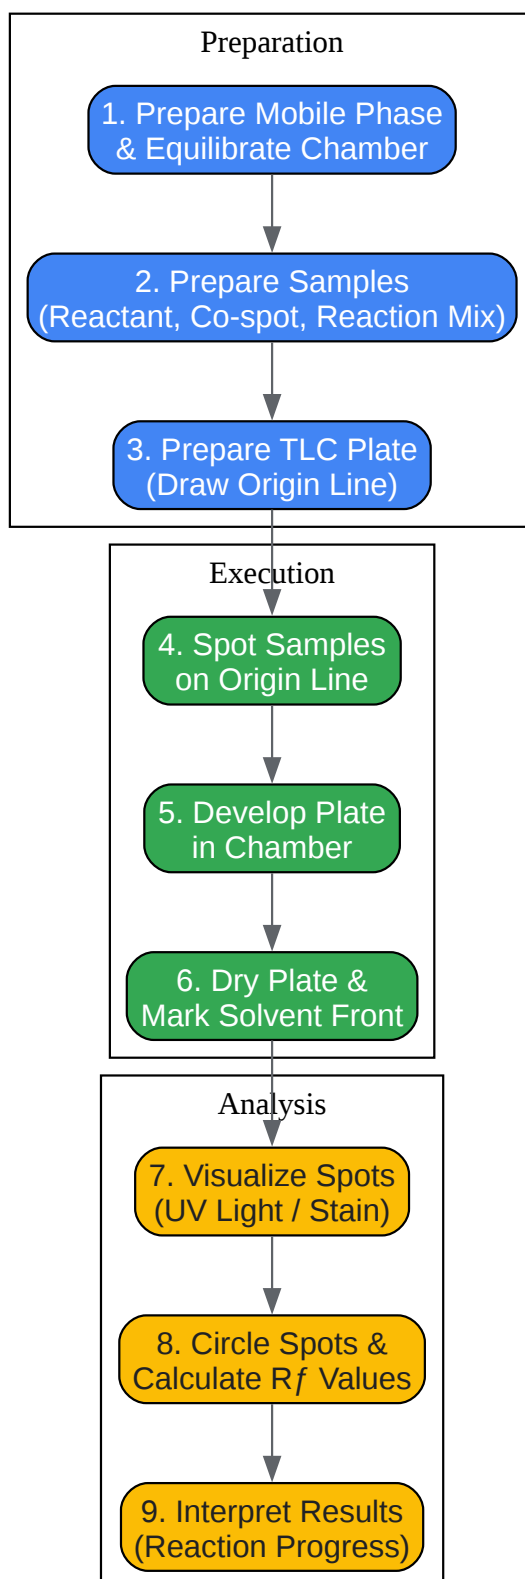 Preparation
1. Prepare Mobile Phase
& Equilibrate Chamber
2. Prepare Samples
(Reactant, Co-spot, Reaction Mix)
3. Prepare TLC Plate
(Draw Origin Line)
Execution
4. Spot Samples
on Origin Line
5. Develop Plate
in Chamber
6. Dry Plate &
Mark Solvent Front
Analysis
7. Visualize Spots
(UV Light / Stain)
8. Circle Spots &
Calculate Rƒ Values
9. Interpret Results
(Reaction Progress)